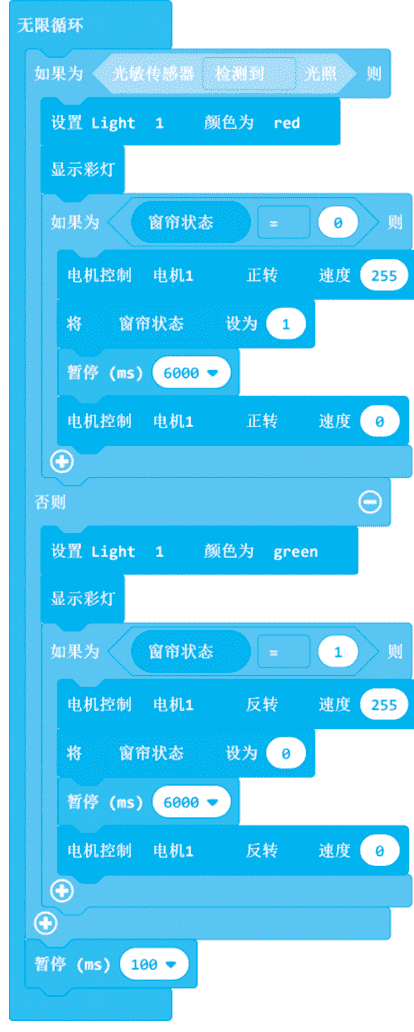 无限循环
如果为 光敏传感器 检测到 光照 则
设置 Light 1 颜色为 red
显示彩灯
如果为 窗帘状态 = 0 则
电机控制 电机1 正转 速度 255
将 窗帘状态 设为 1
暂停 (ms) 6000
电机控制 电机1 正转 速度 0
否则
设置 Light 1 颜色为 green
显示彩灯
如果为 窗帘状态 = 1 则
电机控制 电机1 反转 速度 255
将 窗帘状态 设为 0
暂停 (ms) 6000
电机控制 电机1 反转 速度 0
暂停 (ms) 100